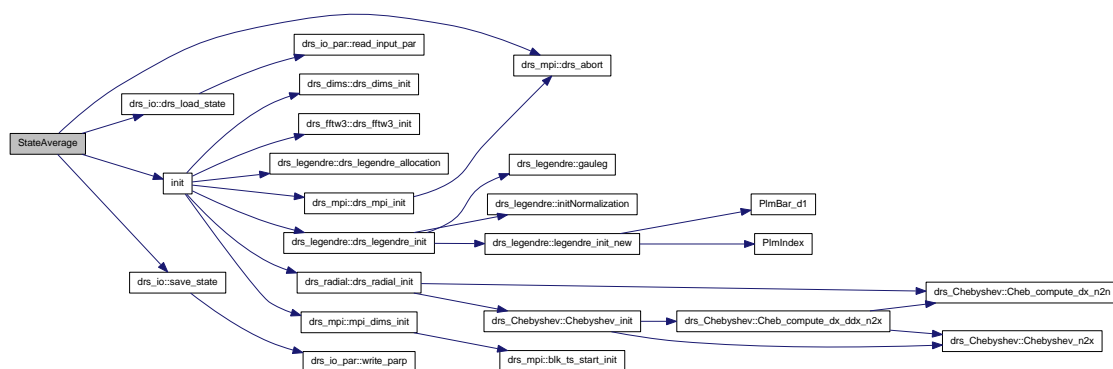 StateAverage
drs_io::drs_load_state
init
drs_io::save_state
drs_io_par::read_input_par
drs_dims::drs_dims_init
drs_fftw3::drs_fftw3_init
drs_legendre::drs_legendre_allocation
drs_mpi::drs_mpi_init
drs_legendre::drs_legendre_init
drs_radial::drs_radial_init
drs_mpi::mpi_dims_init
drs_io_par::write_parp
drs_mpi::drs_abort
drs_legendre::gauleg
drs_legendre::initNormalization
drs_legendre::legendre_init_new
drs_Chebyshev::Chebyshev_init
drs_mpi::blk_ts_start_init
PlmBar_d1
PlmIndex
drs_Chebyshev::Cheb_compute_dx_ddx_n2x
drs_Chebyshev::Cheb_compute_dx_n2n
drs_Chebyshev::Chebyshev_n2x